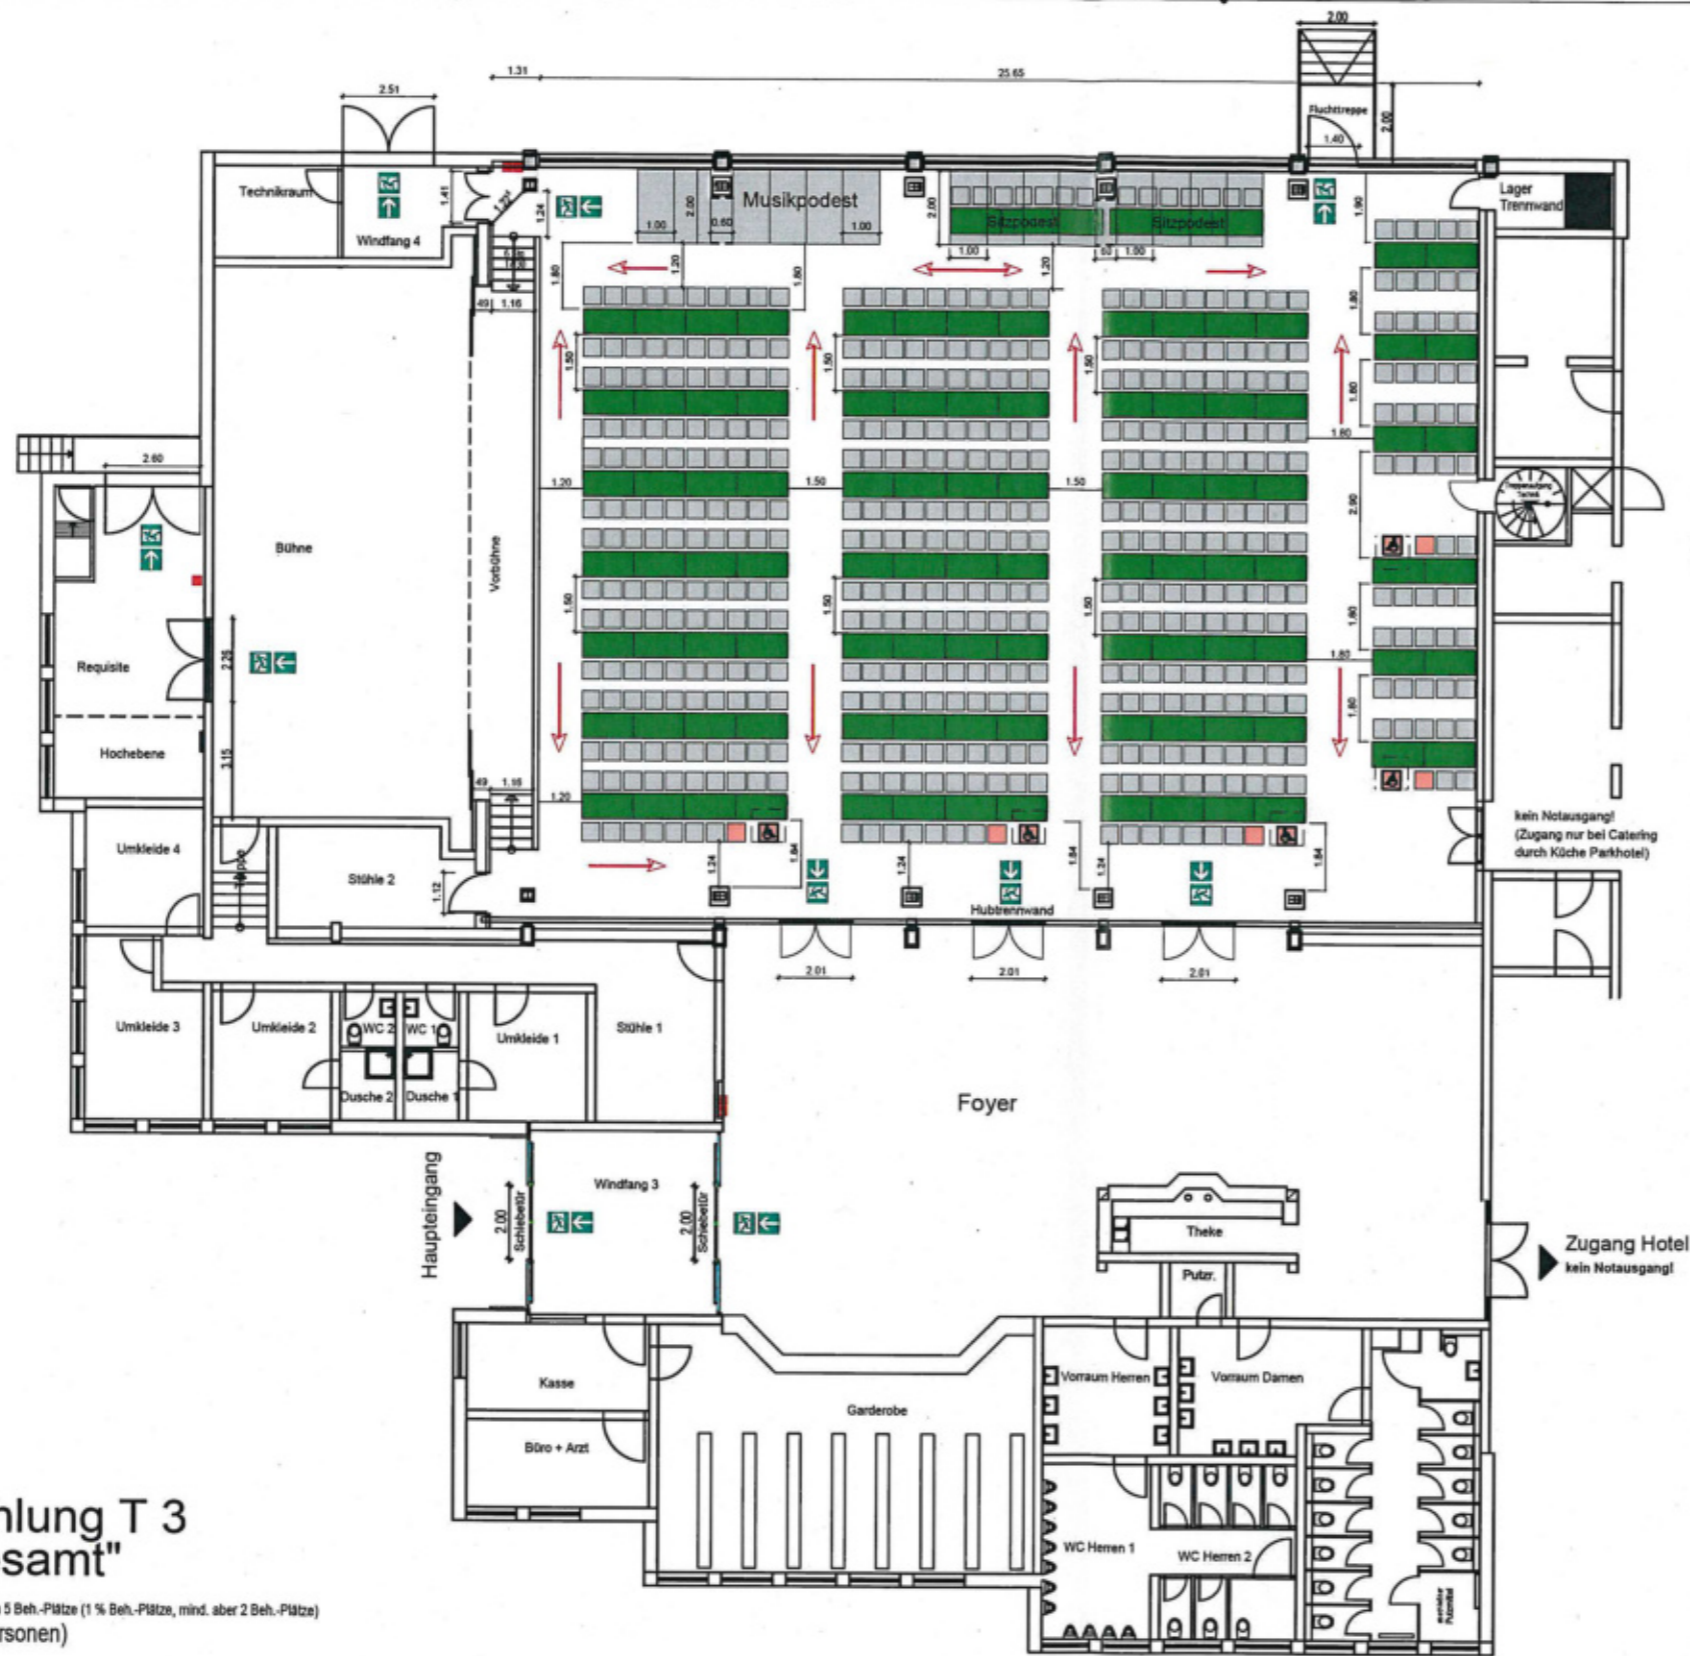 2.00
1.31
25.65
2.51
Fluchttreppe
2.00
1.40
Technikraum
1.41
1.22
1.24
Windfang 4
Musikpodest
2.00
0.60
1.00
1.00
2.00
Sitzpodest
Sitzpodest
1.00
60
1.00
1.90
Lager
Trennwand
1.80
1.20
1.80
1.20
1.80
49
1.16
1.50
1.50
1.50
1.80
1.60
2.60
1.20
1.50
1.50
2.90
Bühne
Vorbühne
1.50
1.50
1.50
1.80
Requisite
2.26
1.80
1.80
Hochebene
3.15
49
1.16
1.20
kein Notausgang!
(Zugang nur bei Catering
durch Küche Parkhotel)
Umkleide 4
Stühle 2
1.12
1.24
1.84
1.24
1.84
1.24
1.84
Hubtrennwand
2.01
2.01
2.01
Umkleide 3
Umkleide 2
WC 2
WC 1
Umkleide 1
Stühle 1
Dusche 2
Dusche 1
Foyer
Haupteingang
2.00
Schiebetür
Windfang 3
2.00
Schiebetür
Theke
Putzr.
Zugang Hotel
kein Notausgang!
Kasse
Garderobe
Vorraum Herren
Vorraum Damen
Büro + Arzt
WC Herren 1
WC Herren 2
hlung T 3
samt"
5 Beh.-Plätze (1 % Beh.-Plätze, mind. aber 2 Beh.-Plätze)
rsonen)